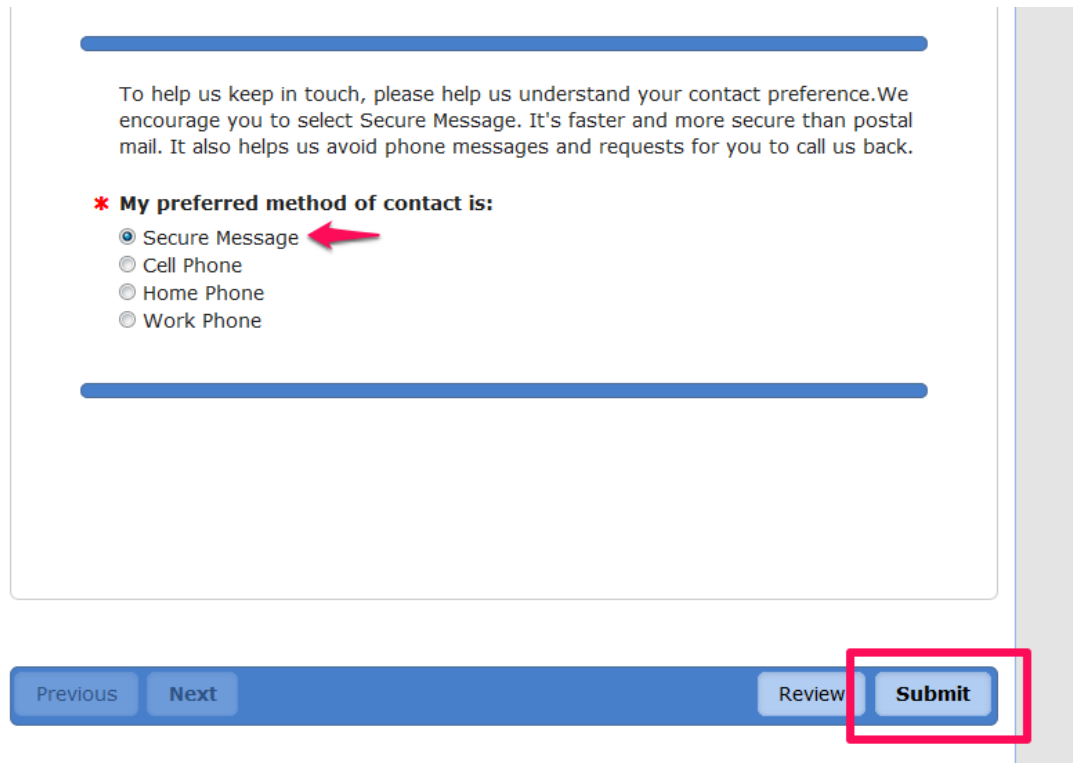 To help us keep in touch, please help us understand your contact preference.We
encourage you to select Secure Message. It's faster and more secure than postal
mail. It also helps us avoid phone messages and requests for you to call us back.
* My preferred method of contact is:
Secure Message
Cell Phone
Home Phone
Work Phone
Previous Next Review Submit